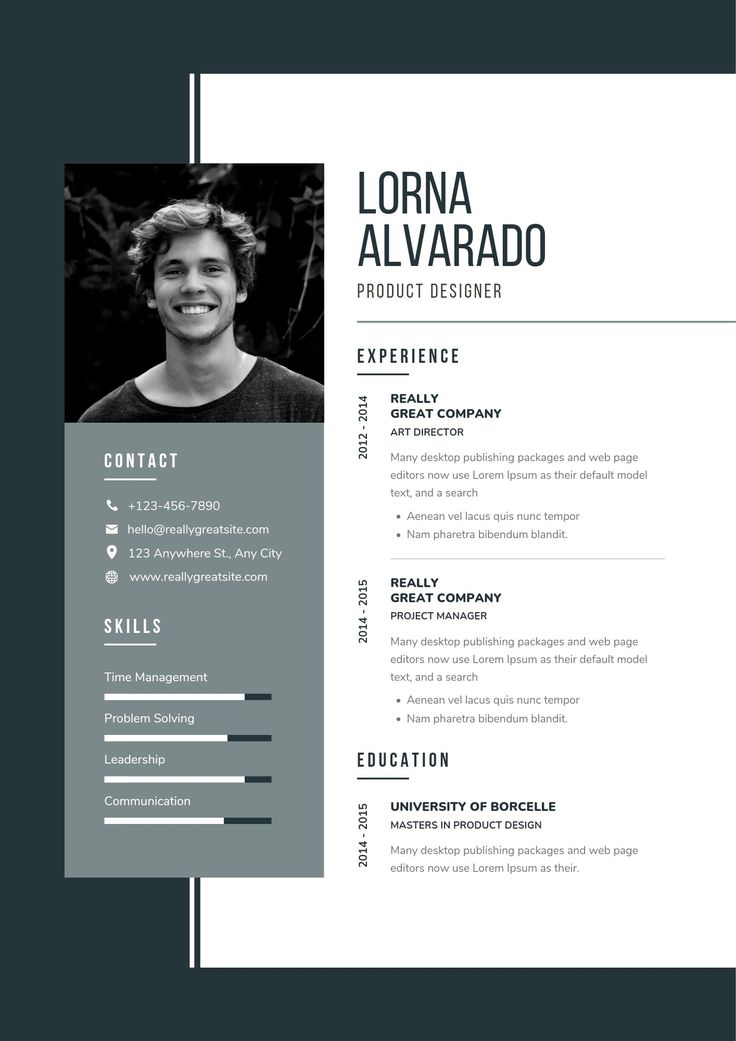 LORNA
ALVARADO
PRODUCT DESIGNER
CONTACT
+123-456-7890
hello@reallygreatsite.com
123 Anywhere St., Any City
www.reallygreatsite.com
SKILLS
Time Management
Problem Solving
Leadership
Communication
EXPERIENCE
2012 - 2014
REALLY
GREAT COMPANY
ART DIRECTOR
Many desktop publishing packages and web page
editors now use Lorem Ipsum as their default model
text, and a search
• Aenean vel lacus quis nunc tempor
• Nam pharetra bibendum blandit.
2014 - 2015
REALLY
GREAT COMPANY
PROJECT MANAGER
Many desktop publishing packages and web page
editors now use Lorem Ipsum as their default model
text, and a search
• Aenean vel lacus quis nunc tempor
• Nam pharetra bibendum blandit.
EDUCATION
2014 - 2015
UNIVERSITY OF BORCELLE
MASTERS IN PRODUCT DESIGN
Many desktop publishing packages and web page
editors now use Lorem Ipsum as their.